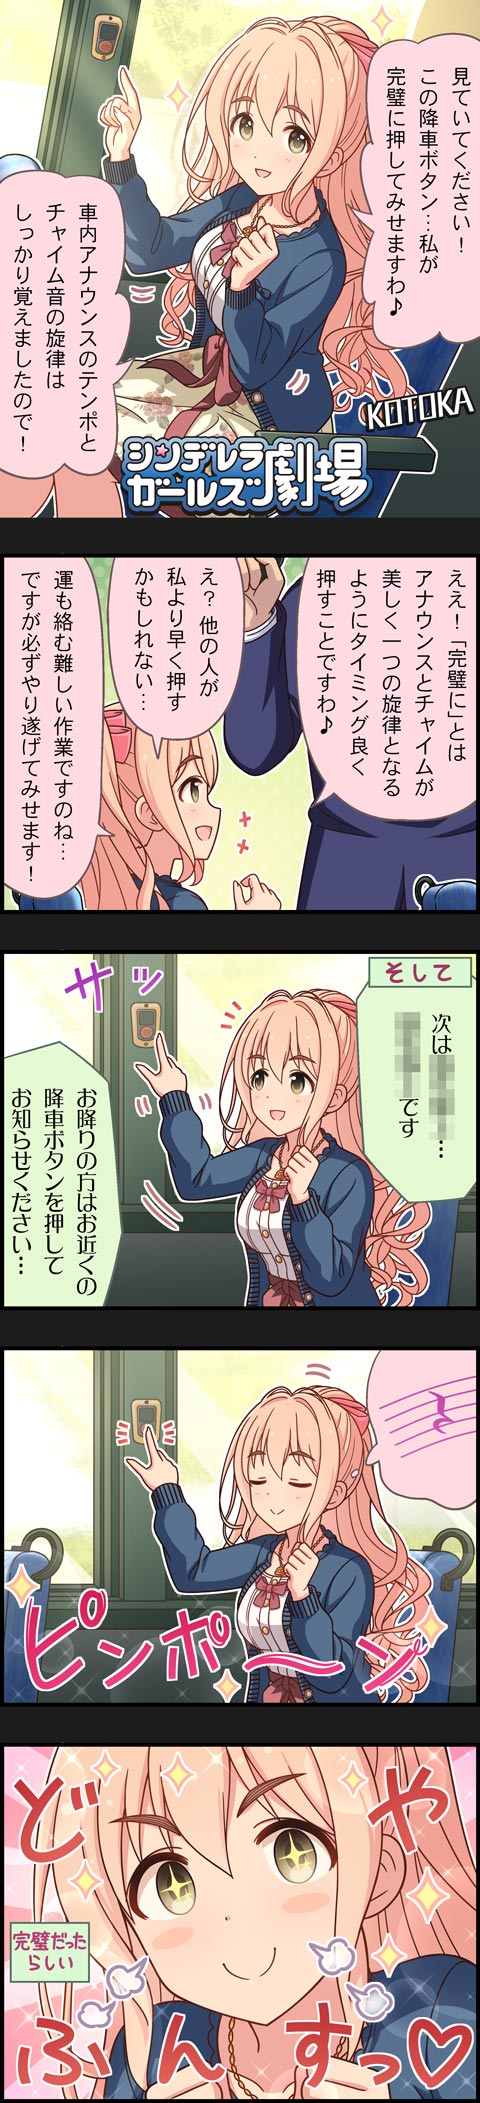 見ていてください！
この降車ボタン…私が
完璧に押してみせますわ♪
車内アナウンスのテンポと
チャイム音の旋律は
しっかり覚えましたので！
KOTOKA
シンデレラ
ガールズ劇場
ええ！「完璧に」とは
アナウンスとチャイムが
美しく一つの旋律となる
ようにタイミング良く
押すことですわ♪
え？他の人が
私より早く押す
かもしれない…
運も絡む難しい作業ですのね…
ですが必ずやり遂げてみせます！
そして
次は
…
です
サッ
お降りの方はお近くの
降車ボタンを押して
お知らせください…
ピンポ〜ン
どや
完璧だった
らしい
ふんすっ♡